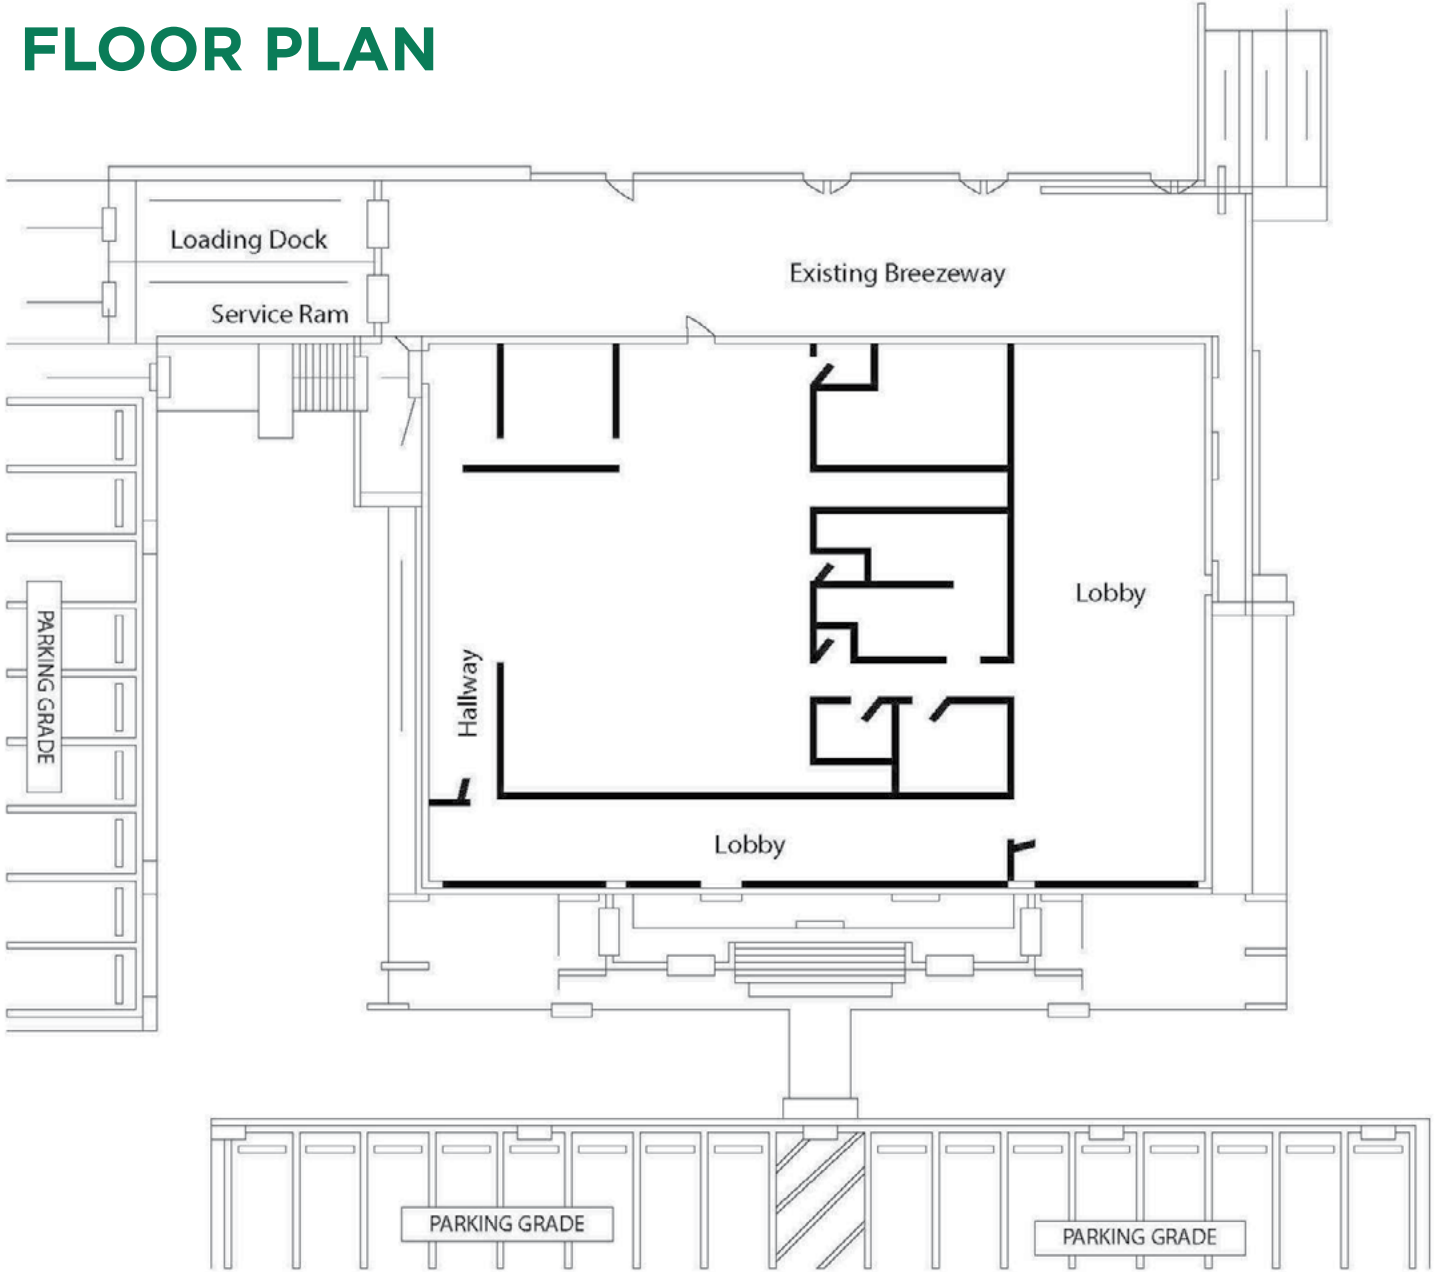 FLOOR PLAN
Loading Dock
Existing Breezeway
Service Ram
Lobby
PARKING GRADE
Hallway
Lobby
PARKING GRADE
PARKING GRADE